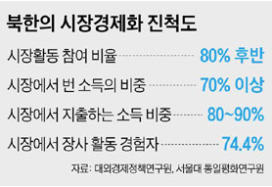 북한의 시장경제화 진척도
시장활동 참여 비율 80% 후반
시장에서 번 소득의 비중 70% 이상
시장에서 지출하는 소득 비중 80~90%
시장에서 장사 활동 경험자 74.4%
자료: 대외경제정책연구원, 서울대 통일평화연구원